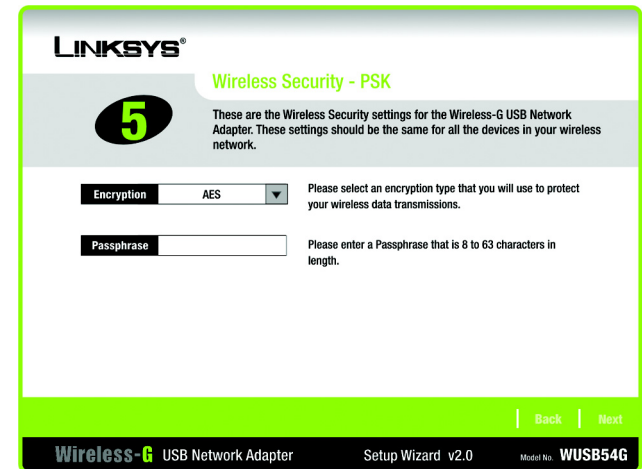 LINKSYS®
Wireless Security - PSK
5
These are the Wireless Security settings for the Wireless-G USB Network
Adapter. These settings should be the same for all the devices in your wireless
network.
Encryption AES
Please select an encryption type that you will use to protect
your wireless data transmissions.
Passphrase
Please enter a Passphrase that is 8 to 63 characters in
length.
Back Next
Wireless-G USB Network Adapter Setup Wizard v2.0 Model No. WUSB54G